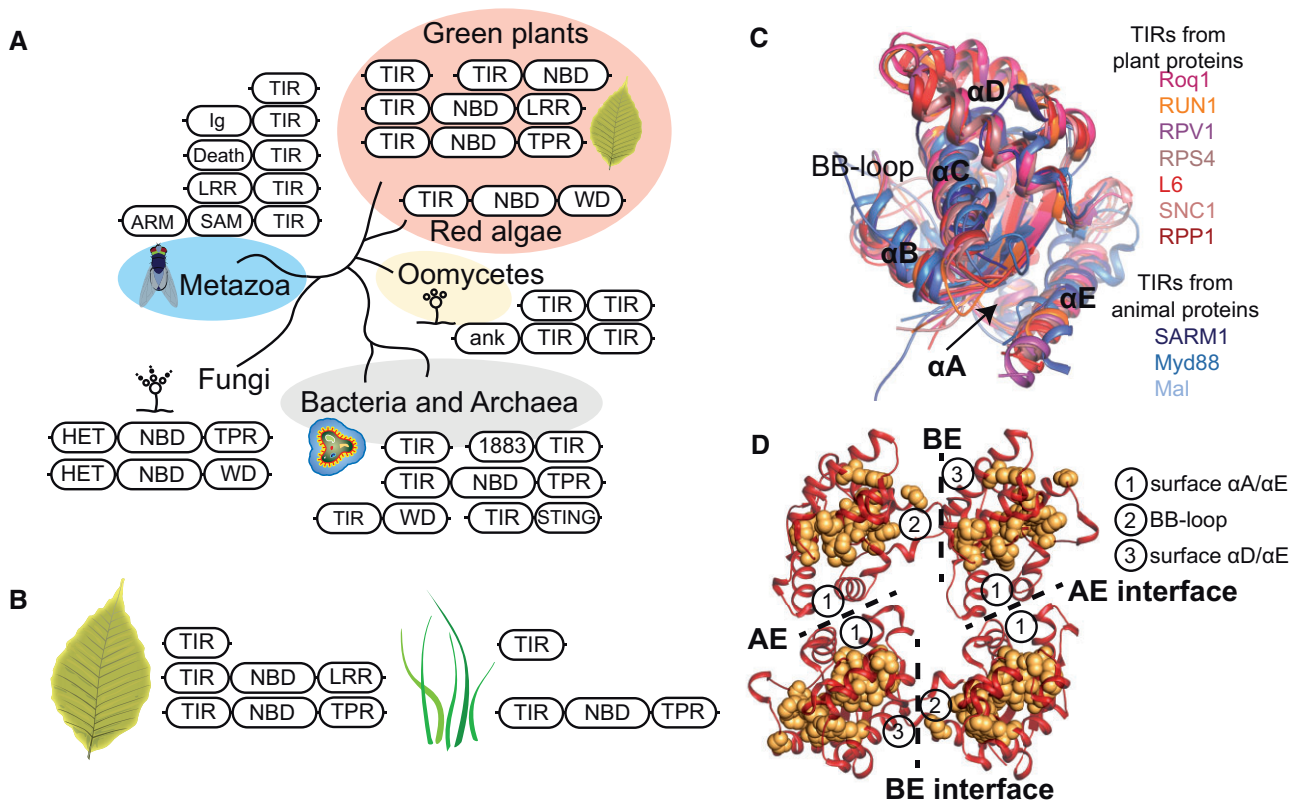 A
Green plants
TIR
TIR NBD
TIR NBD LRR
TIR NBD TPR
TIR NBD WD
Red algae
TIR
Ig TIR
Death TIR
LRR TIR
ARM SAM TIR
Metazoa
Oomycetes
TIR TIR
ank TIR TIR
Fungi
HET NBD TPR
HET NBD WD
Bacteria and Archaea
TIR 1883 TIR
TIR NBD TPR
TIR WD TIR STING
B
TIR
TIR NBD LRR
TIR NBD TPR
TIR
TIR NBD TPR
C
αD
BB-loop
αC
αB
αE
αA
TIRs from
plant proteins
Roq1
RUN1
RPV1
RPS4
L6
SNC1
RPP1
TIRs from
animal proteins
SARM1
Myd88
Mal
D
BE
3
2
1
1
AE interface
AE
1
1
2
3
BE interface
1 surface αA/αE
2 BB-loop
3 surface αD/αE